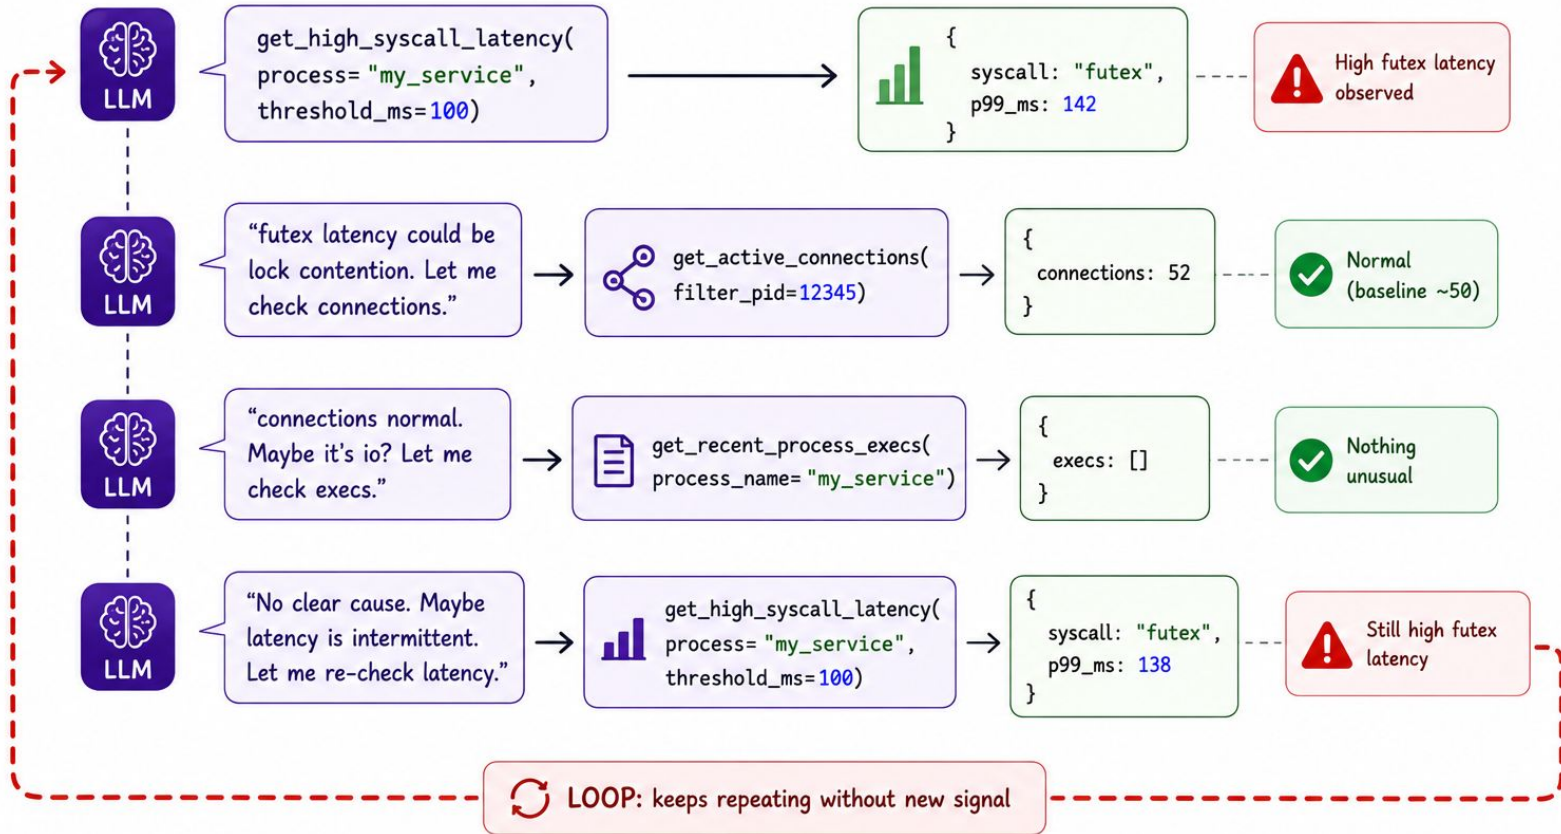 LLM
get_high_syscall_latency(
process= "my_service",
threshold_ms=100)
{
syscall: "futex",
p99_ms: 142
}
High futex latency
observed
LLM
“futex latency could be
lock contention. Let me
check connections.”
get_active_connections(
filter_pid=12345)
{
connections: 52
}
Normal
(baseline ~50)
LLM
“connections normal.
Maybe it’s io? Let me
check execs.”
get_recent_process_execs(
process_name= "my_service")
{
execs: []
}
Nothing
unusual
LLM
“No clear cause. Maybe
latency is intermittent.
Let me re-check latency.”
get_high_syscall_latency(
process= "my_service",
threshold_ms=100)
{
syscall: "futex",
p99_ms: 138
}
Still high futex
latency
LOOP: keeps repeating without new signal